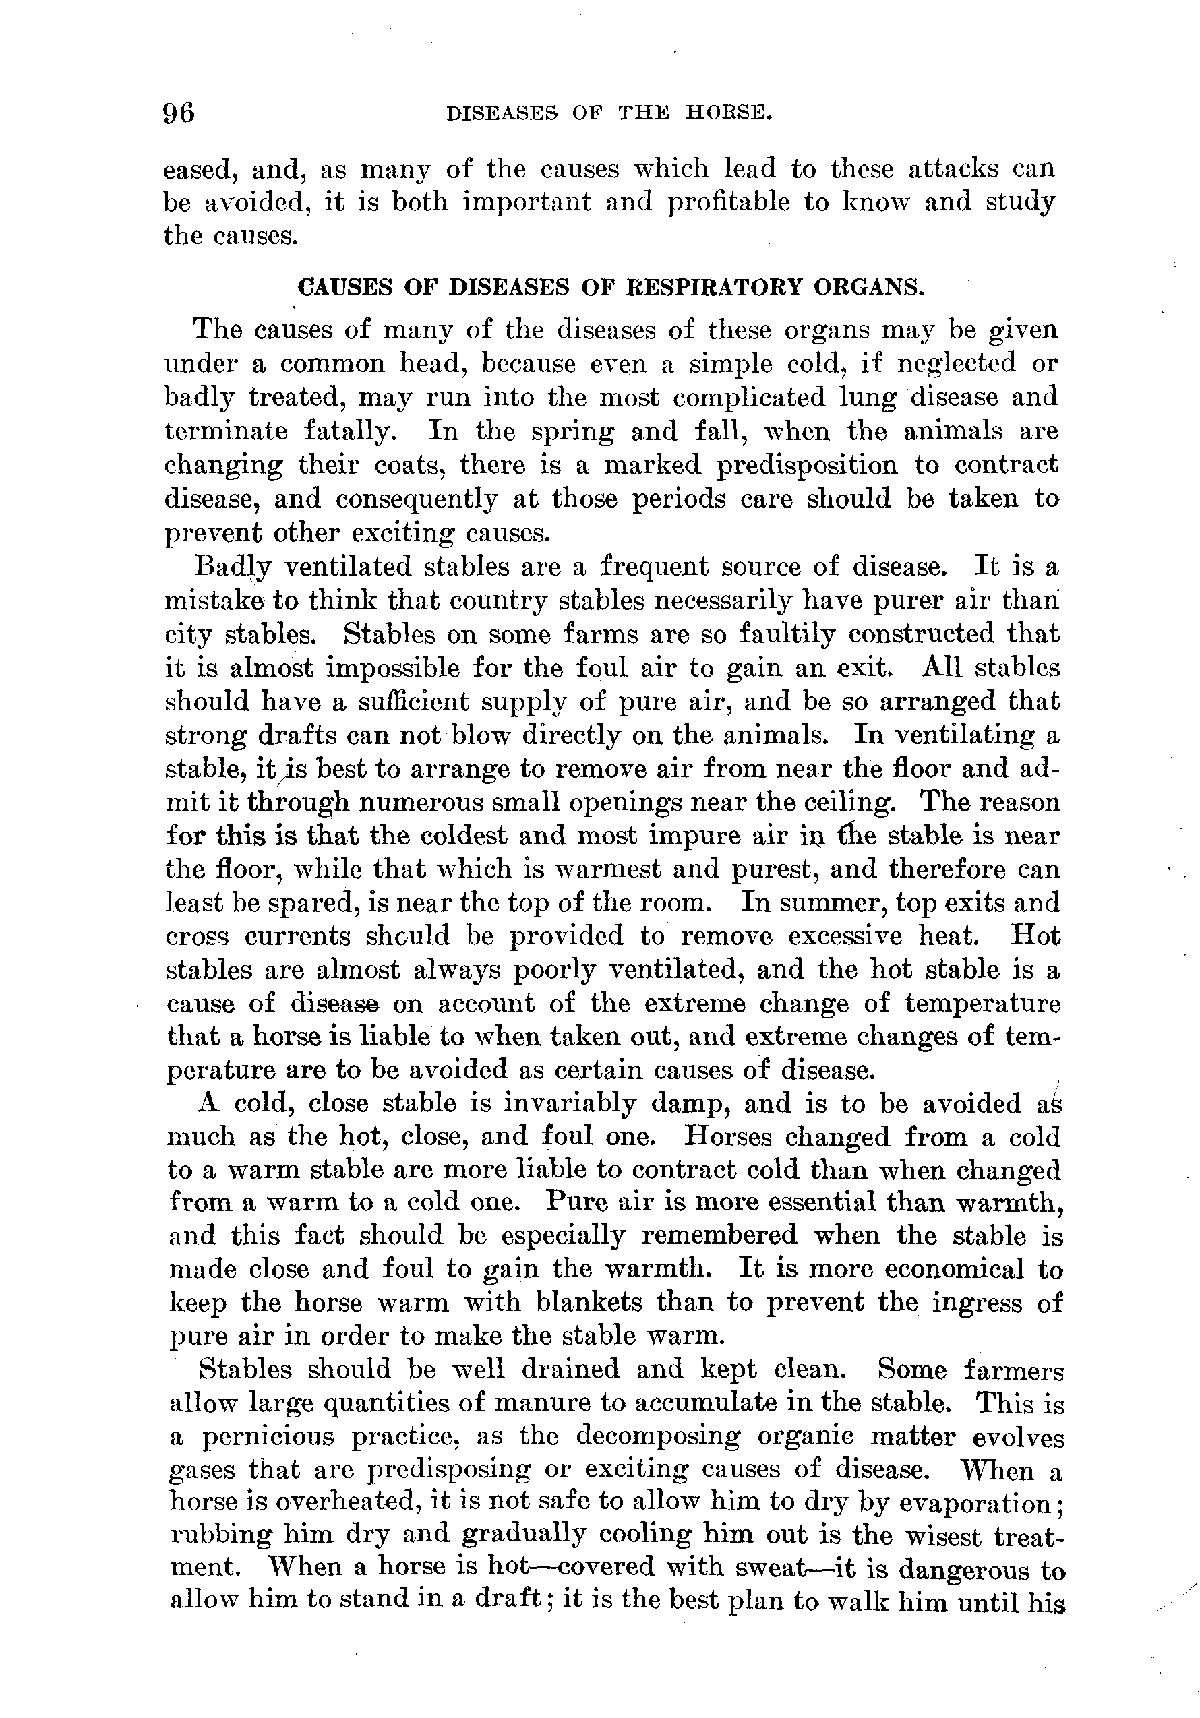 96 DISEASES OF THE HORSE.
eased, and, as many of the causes which lead to these attacks can
be avoided, it is both important and profitable to know and study
the causes.
CAUSES OF DISEASES OF RESPIRATORY ORGANS.
The causes of many of the diseases of these organs may be given
under a common head, because even a simple cold, if neglected or
badly treated, may run into the most complicated lung disease and
terminate fatally. In the spring and fall, when the animals are
changing their coats, there is a marked predisposition to contract
disease, and consequently at those periods care should be taken to
prevent other exciting causes.
Badly ventilated stables are a frequent source of disease. It is a
mistake to think that country stables necessarily have purer air than
city stables. Stables on some farms are so faultily constructed that
it is almost impossible for the foul air to gain an exit. All stables
should have a sufficient supply of pure air, and be so arranged that
strong drafts can not blow directly on the animals. In ventilating a
stable, it is best to arrange to remove air from near the floor and ad-
mit it through numerous small openings near the ceiling. The reason
for this is that the coldest and most impure air in the stable is near
the floor, while that which is warmest and purest, and therefore can
least be spared, is near the top of the room. In summer, top exits and
cross currents should be provided to remove excessive heat. Hot
stables are almost always poorly ventilated, and the hot stable is a
cause of disease on account of the extreme change of temperature
that a horse is liable to when taken out, and extreme changes of tem-
perature are to be avoided as certain causes of disease.
A cold, close stable is invariably damp, and is to be avoided as
much as the hot, close, and foul one. Horses changed from a cold
to a warm stable are more liable to contract cold than when changed
from a warm to a cold one. Pure air is more essential than warmth,
and this fact should be especially remembered when the stable is
made close and foul to gain the warmth. It is more economical to
keep the horse warm with blankets than to prevent the ingress of
pure air in order to make the stable warm.
Stables should be well drained and kept clean. Some farmers
allow large quantities of manure to accumulate in the stable. This is
a pernicious practice, as the decomposing organic matter evolves
gases that are predisposing or exciting causes of disease. When a
horse is overheated, it is not safe to allow him to dry by evaporation;
rubbing him dry and gradually cooling him out is the wisest treat-
ment. When a horse is hot—covered with sweat—it is dangerous to
allow him to stand in a draft; it is the best plan to walk him until his